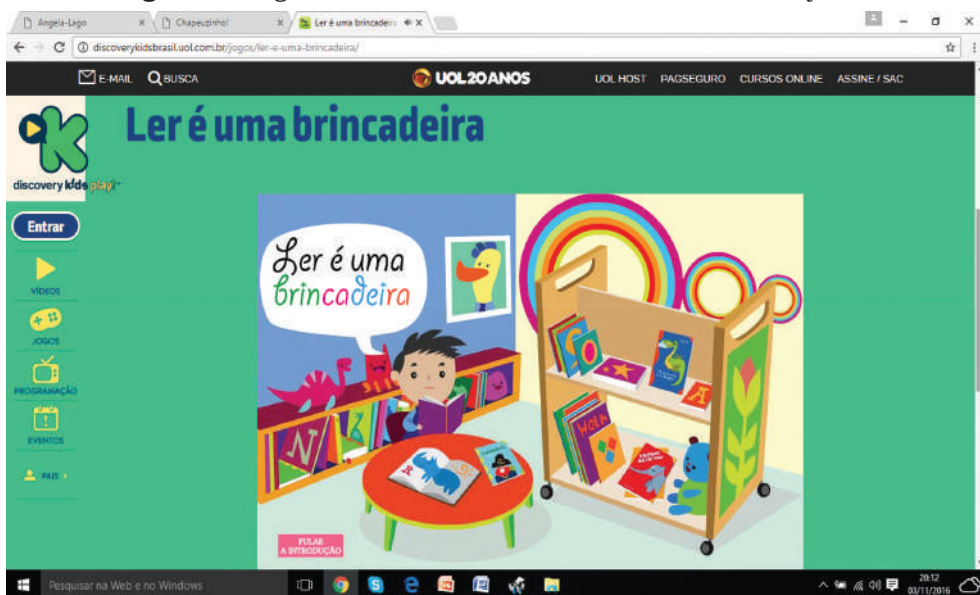 Angela-Lago
Chapeuzinho!
Ler é uma brincadeira
discoverykidsbrasil.uol.com.br/jogos/ler-e-uma-brincadeira/
E-MAIL BUSCA UOL 20 ANOS UOL HOST PAGSEGURO CURSOS ONLINE ASSINE / SAC
Ler é uma brincadeira
discovery kids play!
Entrar
VÍDEOS
JOGOS
PROGRAMAÇÃO
EVENTOS
PAIS
Ler é uma
brincadeira
N
Z
R
A
PULAR
A INTRODUÇÃO
Pesquisar na Web e no Windows
20:12
03/11/2016